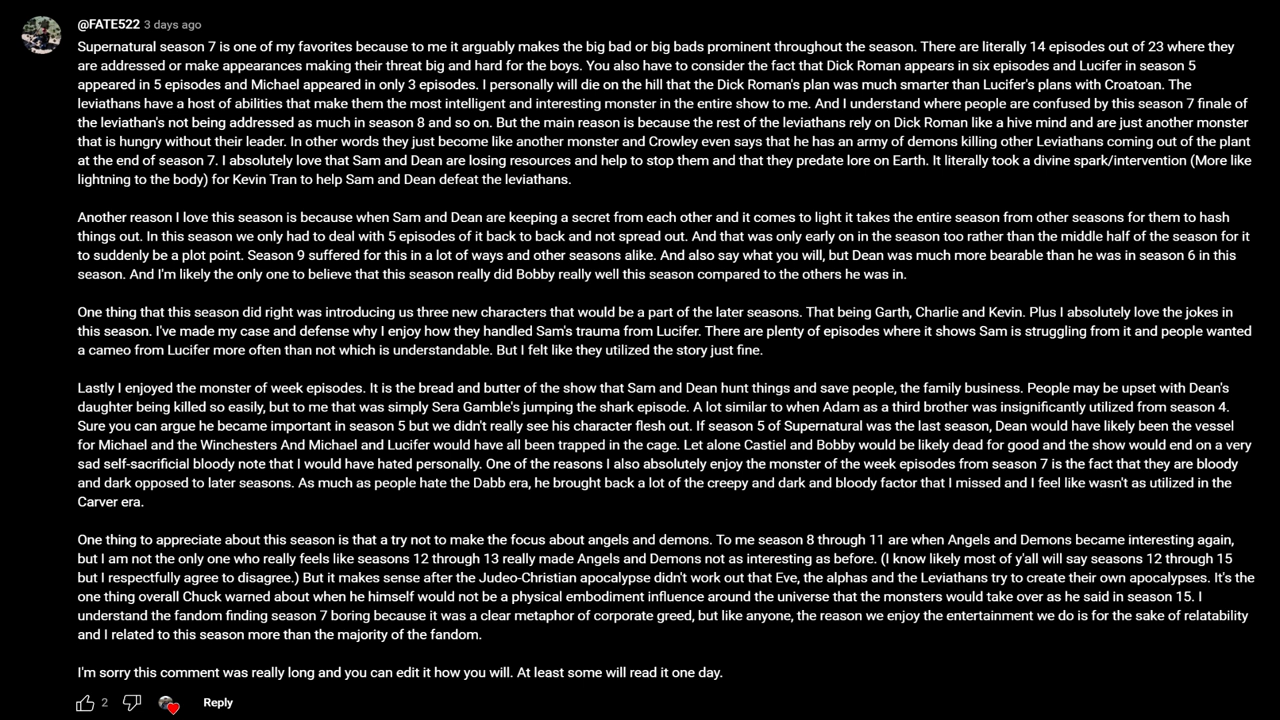 @FATE522 3 days ago
Supernatural season 7 is one of my favorites because to me it arguably makes the big bad or big bads prominent throughout the season. There are literally 14 episodes out of 23 where they
are addressed or make appearances making their threat big and hard for the boys. You also have to consider the fact that Dick Roman appears in six episodes and Lucifer in season 5
appeared in 5 episodes and Michael appeared in only 3 episodes. I personally will die on the hill that the Dick Roman's plan was much smarter than Lucifer's plans with Croatoan. The
leviathans have a host of abilities that make them the most intelligent and interesting monster in the entire show to me. And I understand where people are confused by this season 7 finale of
the leviathan's not being addressed as much in season 8 and so on. But the main reason is because the rest of the leviathans rely on Dick Roman like a hive mind and are just another monster
that is hungry without their leader. In other words they just become like another monster and Crowley even says that he has an army of demons killing other Leviathans coming out of the plant
at the end of season 7. I absolutely love that Sam and Dean are losing resources and help to stop them and that they predate lore on Earth. It literally took a divine spark/intervention (More like
lightning to the body) for Kevin Tran to help Sam and Dean defeat the leviathans.
Another reason I love this season is because when Sam and Dean are keeping a secret from each other and it comes to light it takes the entire season from other seasons for them to hash
things out. In this season we only had to deal with 5 episodes of it back to back and not spread out. And that was only early on in the season too rather than the middle half of the season for it
to suddenly be a plot point. Season 9 suffered for this in a lot of ways and other seasons alike. And also say what you will, but Dean was much more bearable than he was in season 6 in this
season. And I'm likely the only one to believe that this season really did Bobby really well this season compared to the others he was in.
One thing that this season did right was introducing us three new characters that would be a part of the later seasons. That being Garth, Charlie and Kevin. Plus I absolutely love the jokes in
this season. I've made my case and defense why I enjoy how they handled Sam's trauma from Lucifer. There are plenty of episodes where it shows Sam is struggling from it and people wanted
a cameo from Lucifer more often than not which is understandable. But I felt like they utilized the story just fine.
Lastly I enjoyed the monster of week episodes. It is the bread and butter of the show that Sam and Dean hunt things and save people, the family business. People may be upset with Dean's
daughter being killed so easily, but to me that was simply Sera Gamble's jumping the shark episode. A lot similar to when Adam as a third brother was insignificantly utilized from season 4.
Sure you can argue he became important in season 5 but we didn't really see his character flesh out. If season 5 of Supernatural was the last season, Dean would have likely been the vessel
for Michael and the Winchesters And Michael and Lucifer would have all been trapped in the cage. Let alone Castiel and Bobby would be likely dead for good and the show would end on a very
sad self-sacrificial bloody note that I would have hated personally. One of the reasons I also absolutely enjoy the monster of the week episodes from season 7 is the fact that they are bloody
and dark opposed to later seasons. As much as people hate the Dabb era, he brought back a lot of the creepy and dark and bloody factor that I missed and I feel like wasn't as utilized in the
Carver era.
One thing to appreciate about this season is that a try not to make the focus about angels and demons. To me season 8 through 11 are when Angels and Demons became interesting again,
but I am not the only one who really feels like seasons 12 through 13 really made Angels and Demons not as interesting as before. (I know likely most of y'all will say seasons 12 through 15
but I respectfully agree to disagree.) But it makes sense after the Judeo-Christian apocalypse didn't work out that Eve, the alphas and the Leviathans try to create their own apocalypses. It's the
one thing overall Chuck warned about when he himself would not be a physical embodiment influence around the universe that the monsters would take over as he said in season 15. I
understand the fandom finding season 7 boring because it was a clear metaphor of corporate greed, but like anyone, the reason we enjoy the entertainment we do is for the sake of relatability
and I related to this season more than the majority of the fandom.
I'm sorry this comment was really long and you can edit it how you will. At least some will read it one day.
2 Reply